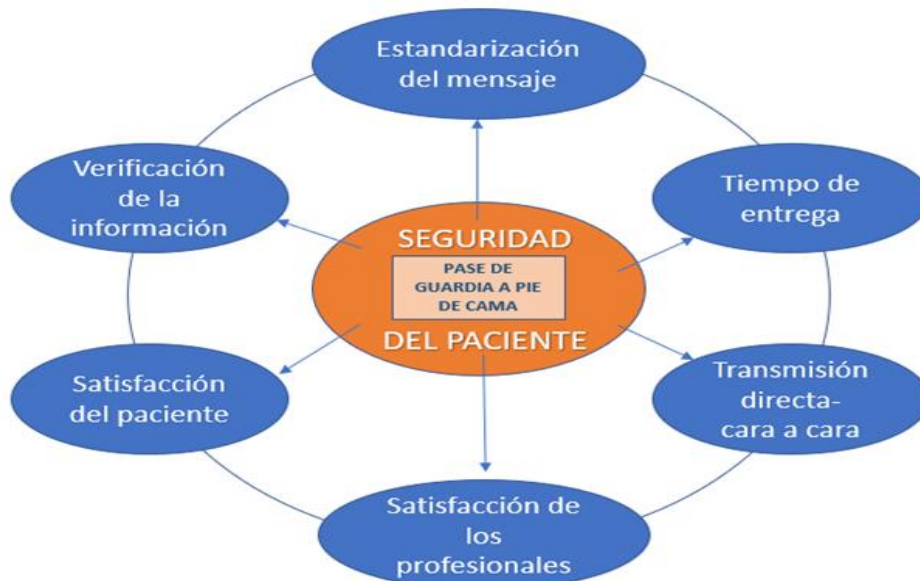 Estandarización
del mensaje
Verificación
de la
información
Tiempo de
entrega
SEGURIDAD
PASE DE
GUARDIA A PIE
DE CAMA
DEL PACIENTE
Satisfacción
del paciente
Transmisión
directa-
cara a cara
Satisfacción de
los
profesionales